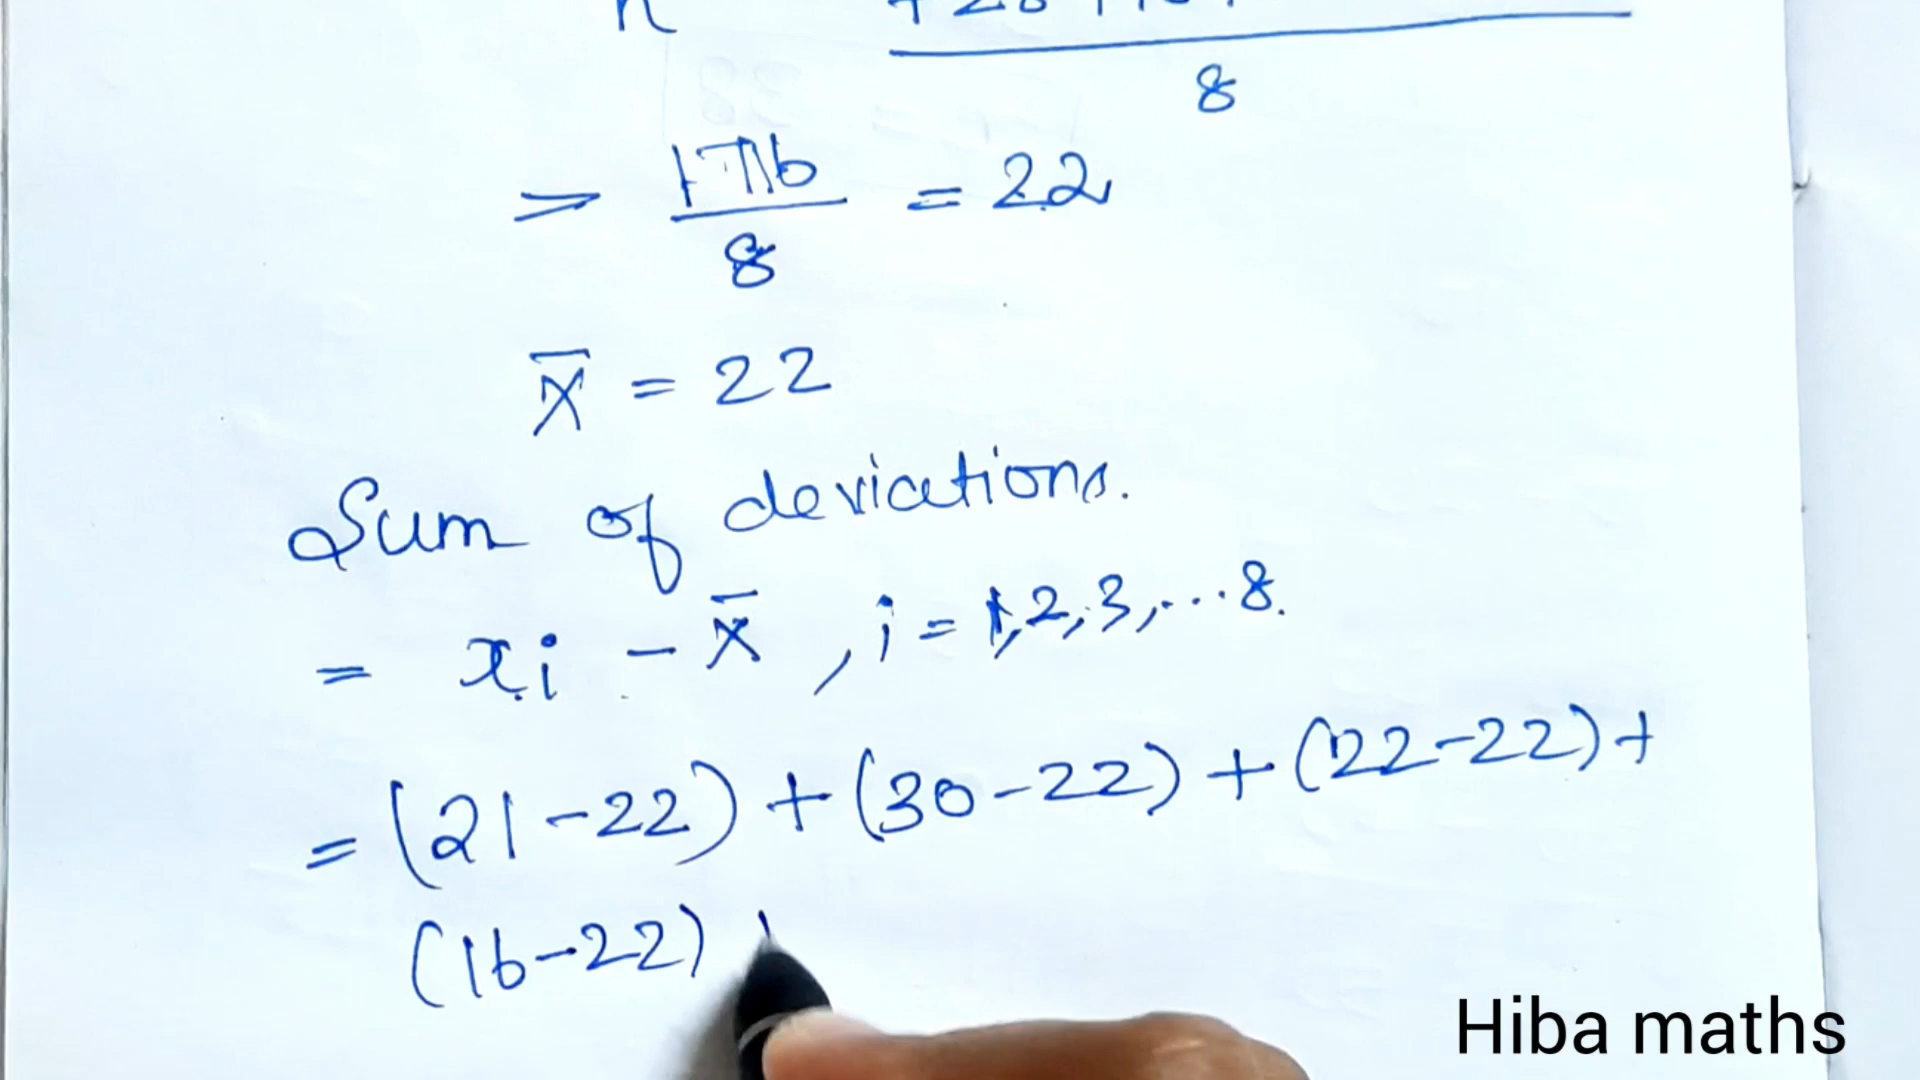 n
8
= 176/8 = 22
x̄ = 22
Sum of deviations.
= xi - x̄ , i = 1,2,3,...8.
= (21-22) + (30-22) + (22-22) +
(16-22)
Hiba maths